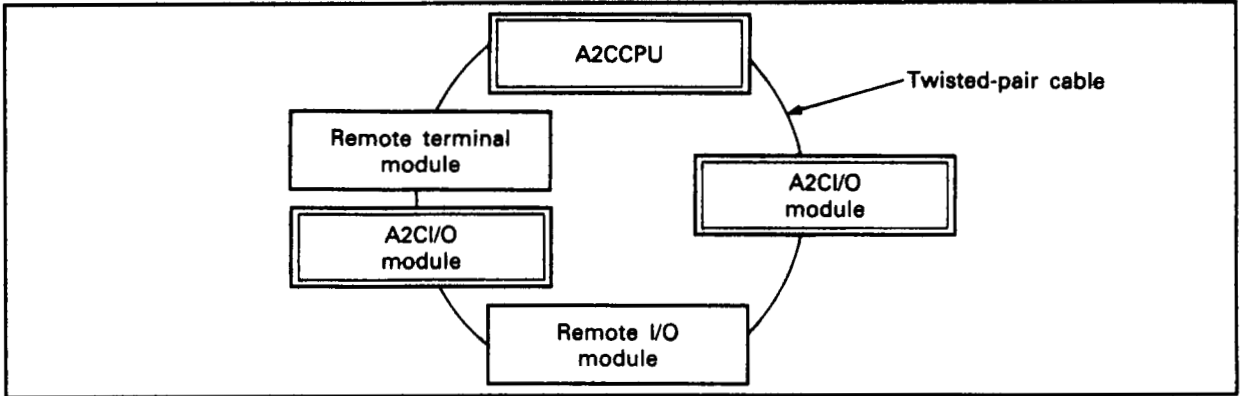 A2CCPU
Twisted-pair cable
Remote terminal
module
A2CI/O
module
A2CI/O
module
Remote I/O
module